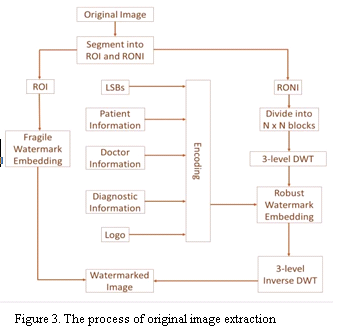 Original Image
Segment into
ROI and RONI
ROI
LSBs
RONI
Patient
Information
Divide into
N x N blocks
Fragile
Watermark
Embedding
Doctor
Information
Encoding
3-level DWT
Diagnostic
Information
Robust
Watermark
Embedding
Logo
Watermarked
Image
3-level
Inverse DWT
Figure 3. The process of original image extraction